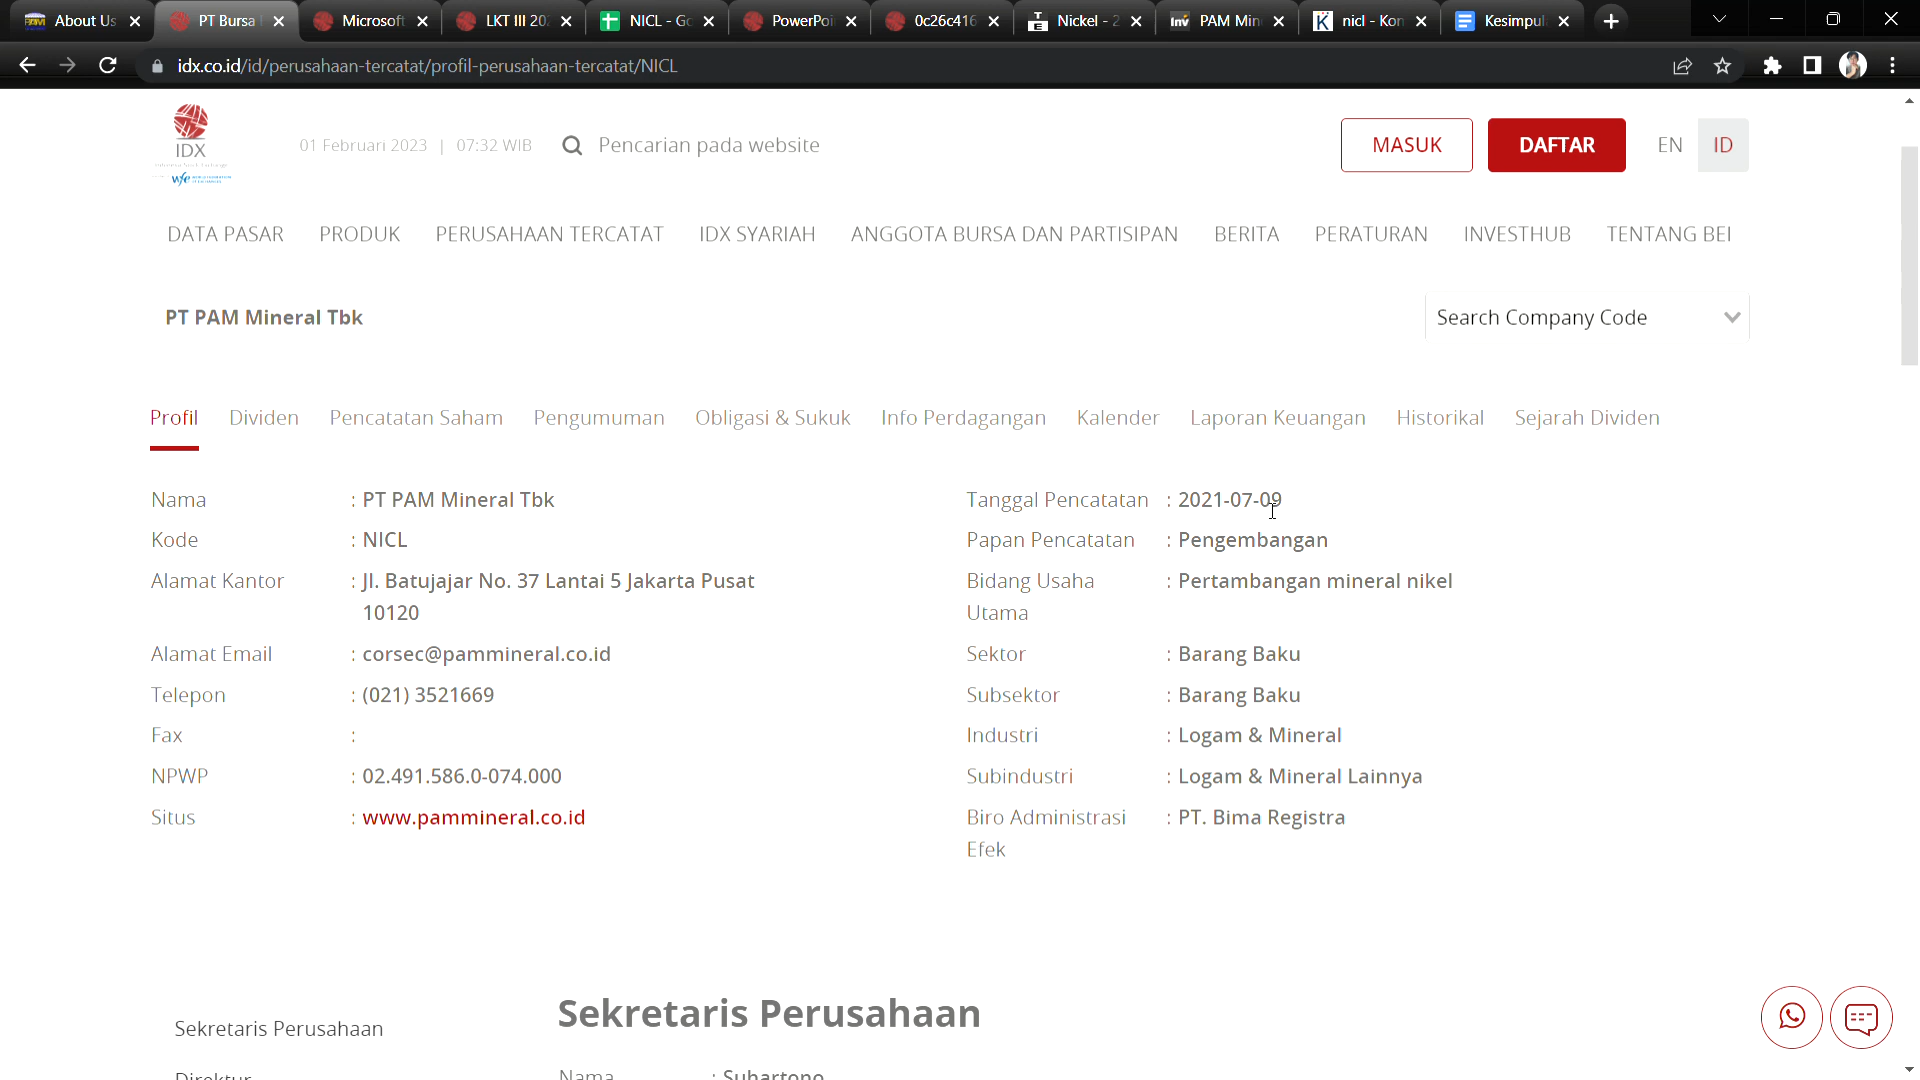 About Us
PT Bursa
Microsoft
LKT III 202
NICL - Go
PowerPoi
0c26c416
Nickel - 2
PAM Min
nicl - Kon
Kesimpul
idx.co.id/id/perusahaan-tercatat/profil-perusahaan-tercatat/NICL
IDX
01 Februari 2023 | 07:32 WIB
Pencarian pada website
MASUK
DAFTAR
EN
ID
DATA PASAR
PRODUK
PERUSAHAAN TERCATAT
IDX SYARIAH
ANGGOTA BURSA DAN PARTISIPAN
BERITA
PERATURAN
INVESTHUB
TENTANG BEI
PT PAM Mineral Tbk
Search Company Code
Profil
Dividen
Pencatatan Saham
Pengumuman
Obligasi & Sukuk
Info Perdagangan
Kalender
Laporan Keuangan
Historikal
Sejarah Dividen
Nama : PT PAM Mineral Tbk
Kode : NICL
Alamat Kantor : Jl. Batujajar No. 37 Lantai 5 Jakarta Pusat
10120
Alamat Email : corsec@pammineral.co.id
Telepon : (021) 3521669
Fax :
NPWP : 02.491.586.0-074.000
Situs : www.pammineral.co.id
Tanggal Pencatatan : 2021-07-09
Papan Pencatatan : Pengembangan
Bidang Usaha : Pertambangan mineral nikel
Utama
Sektor : Barang Baku
Subsektor : Barang Baku
Industri : Logam & Mineral
Subindustri : Logam & Mineral Lainnya
Biro Administrasi : PT. Bima Registra
Efek
Sekretaris Perusahaan
Direktur
Sekretaris Perusahaan
Nama : Suhartono